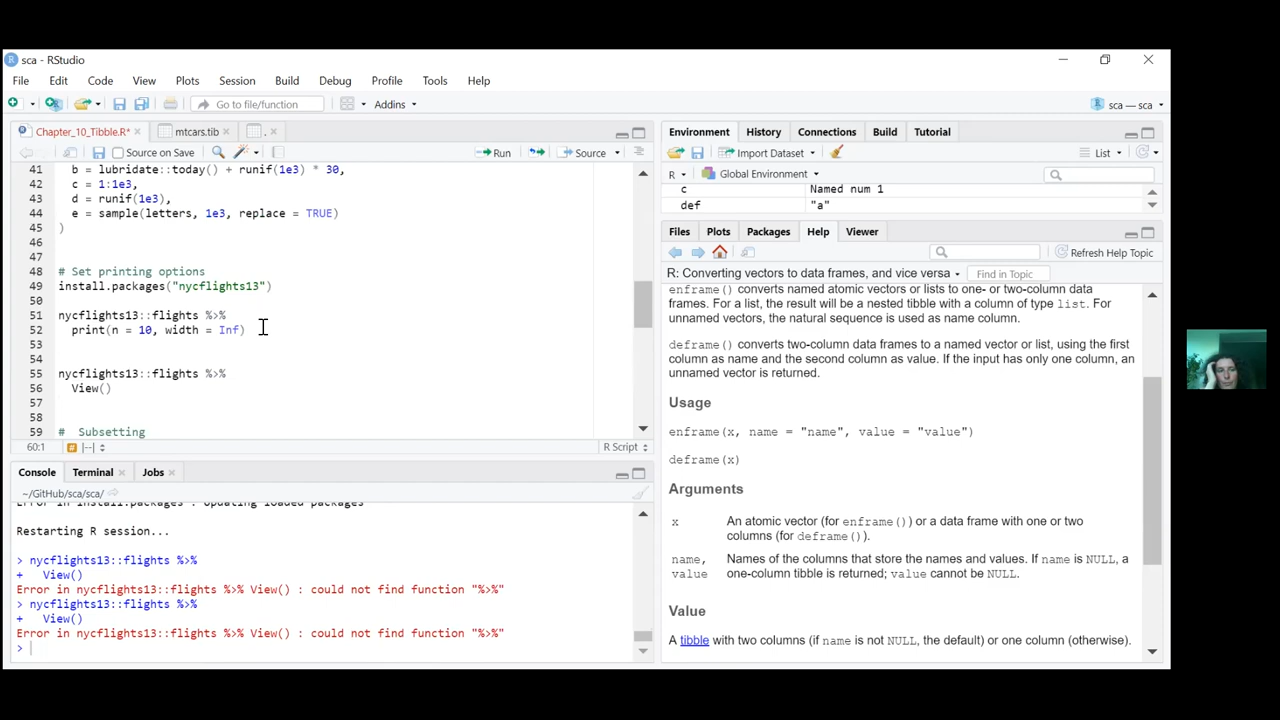 sca - RStudio
File Edit Code View Plots Session Build Debug Profile Tools Help
Go to file/function Addins sca — sca
Chapter_10_Tibble.R* mtcars.tib .
Source on Save Run Source
41 b = lubridate::today() + runif(1e3) * 30,
42 c = 1:1e3,
43 d = runif(1e3),
44 e = sample(letters, 1e3, replace = TRUE)
45 )
46
47
48 # Set printing options
49 install.packages("nycflights13")
50
51 nycflights13::flights %>%
52 print(n = 10, width = Inf)
53
54
55 nycflights13::flights %>%
56 View()
57
58
59 # Subsetting
60:1 R Script
Console Terminal Jobs
~/GitHub/sca/sca/
Error in install.packages : Updating loaded packages
Restarting R session...
> nycflights13::flights %>%
+ View()
Error in nycflights13::flights %>% View() : could not find function "%>%"
> nycflights13::flights %>%
+ View()
Error in nycflights13::flights %>% View() : could not find function "%>%"
>
Environment History Connections Build Tutorial
Import Dataset List
R Global Environment
c Named num 1
def "a"
Files Plots Packages Help Viewer
Refresh Help Topic
R: Converting vectors to data frames, and vice versa Find in Topic
enframe() converts named atomic vectors or lists to one- or two-column data
frames. For a list, the result will be a nested tibble with a column of type list. For
unnamed vectors, the natural sequence is used as name column.
deframe() converts two-column data frames to a named vector or list, using the first
column as name and the second column as value. If the input has only one column, an
unnamed vector is returned.
Usage
enframe(x, name = "name", value = "value")
deframe(x)
Arguments
x An atomic vector (for enframe()) or a data frame with one or two
columns (for deframe()).
name, Names of the columns that store the names and values. If name is NULL, a
value one-column tibble is returned; value cannot be NULL.
Value
A tibble with two columns (if name is not NULL, the default) or one column (otherwise).